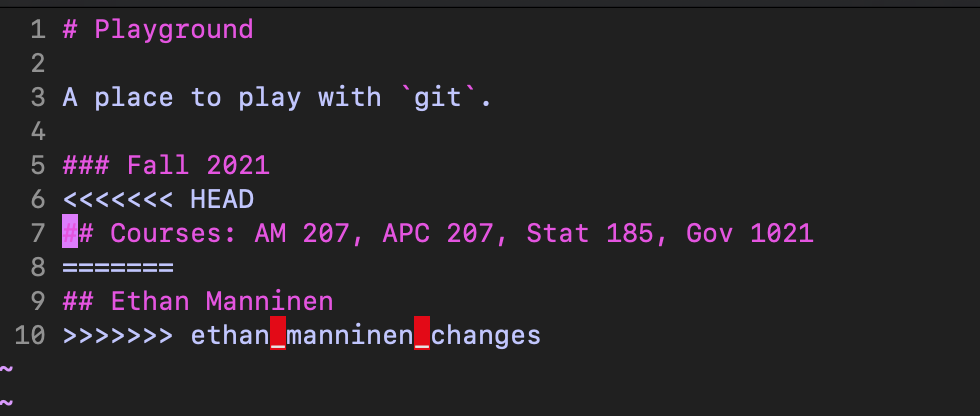 1 # Playground
2
3 A place to play with `git`.
4
5 ### Fall 2021
6 <<<<<<< HEAD
7 ## Courses: AM 207, APC 207, Stat 185, Gov 1021
8 =======
9 ## Ethan Manninen
10 >>>>>>> ethan_manninen_changes
~
~